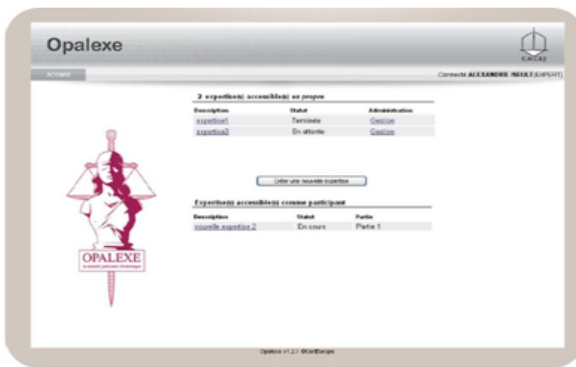 Opalexe
Accueil
Connecté ALEXANDRE
2 expertise(s) accessible(s) en propre
Description Statut Administration
expertise1 Terminée Gestion
expertise2 En attente Gestion
Créer une nouvelle expertise
Expertise(s) accessible(s) comme participant
Description Statut Partie
nouvelle expertise 2 En cours Partie 1
OPALEXE
Opalexe v1.2.1 ©CertEurope